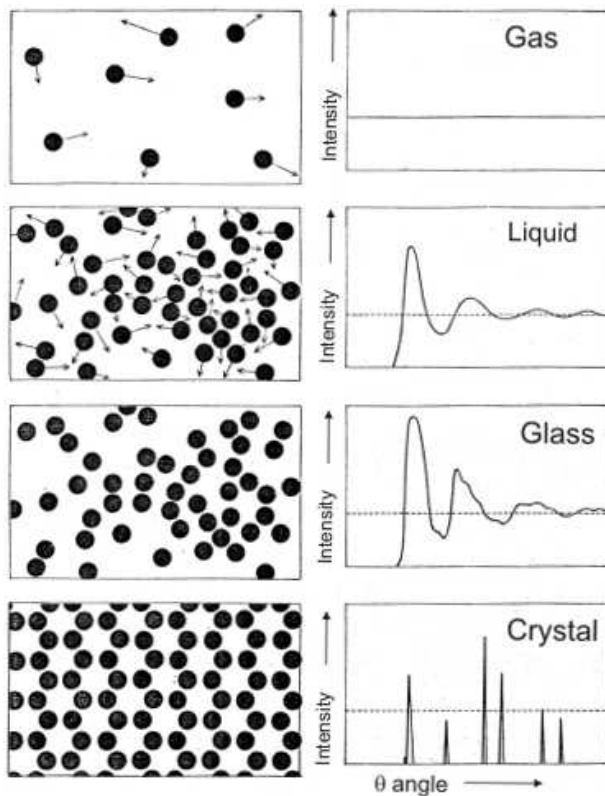 Gas
Intensity
Liquid
Intensity
Glass
Intensity
Crystal
Intensity
θ angle